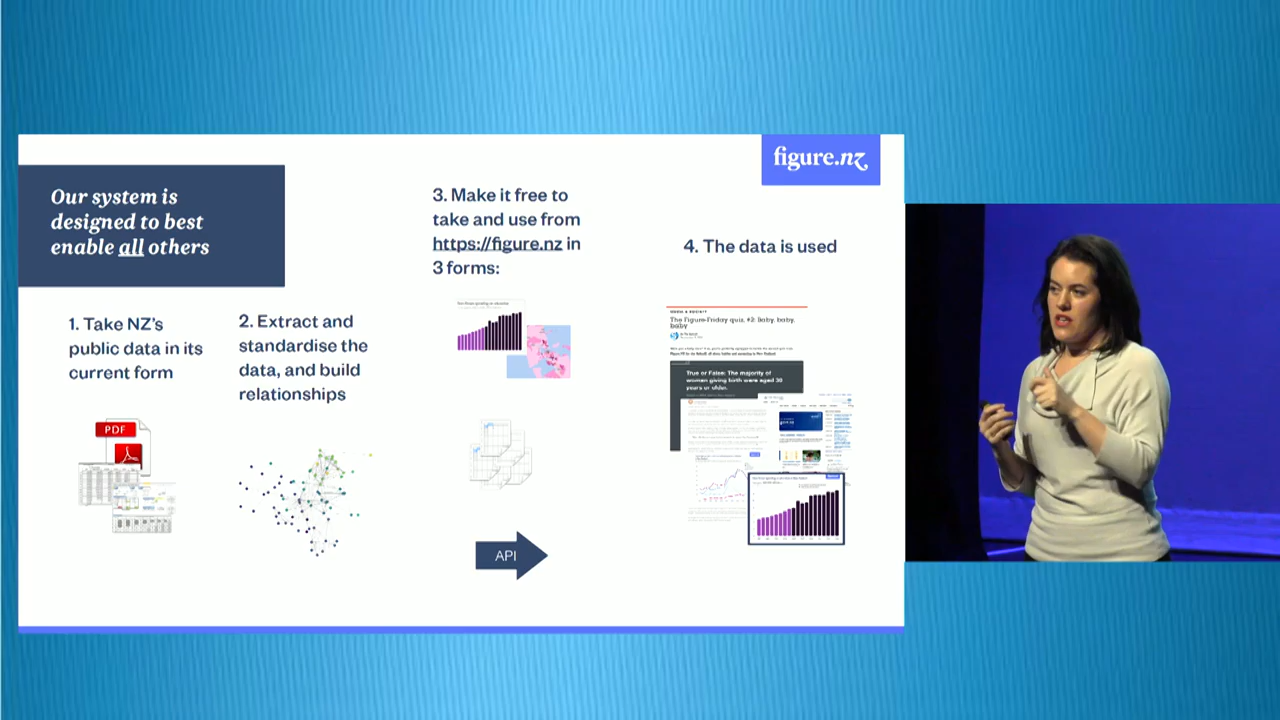 figure.nz
Our system is
designed to best
enable all others
1. Take NZ's
public data in its
current form
2. Extract and
standardise the
data, and build
relationships
3. Make it free to
take and use from
https://figure.nz in
3 forms:
4. The data is used
PDF
API
The Figure Friday quiz, #2: Baby, baby,
baby
True or False: The majority of
women giving birth were aged 30
years or older.